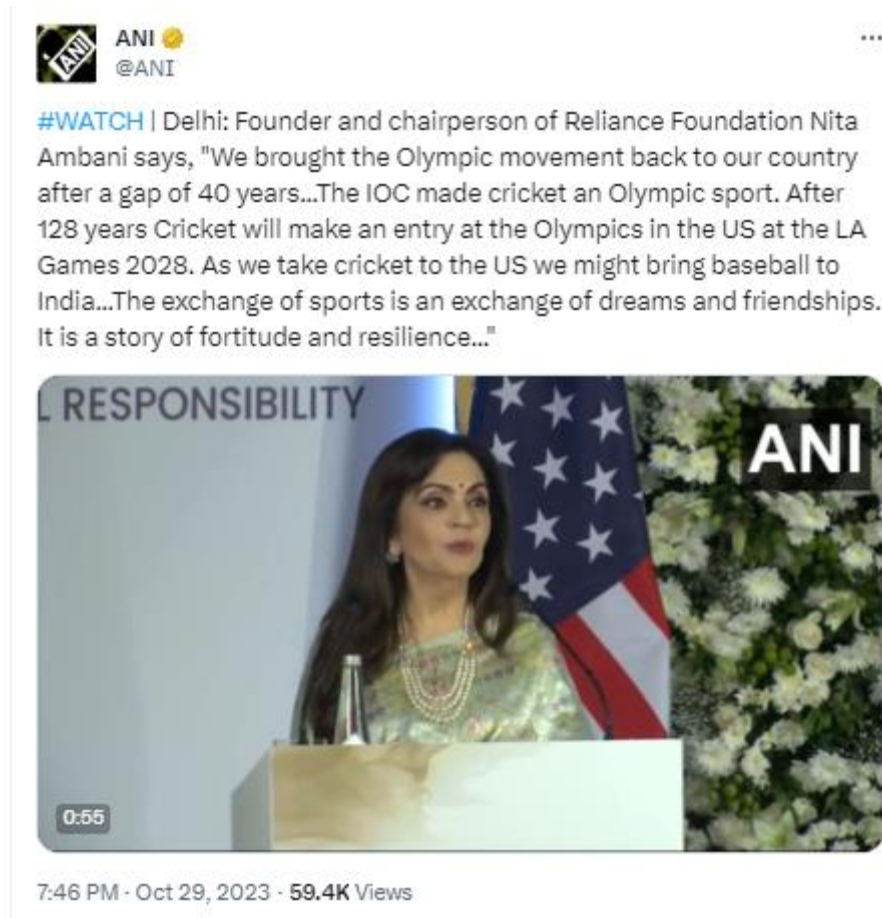 ANI
@ANI
#WATCH | Delhi: Founder and chairperson of Reliance Foundation Nita
Ambani says, "We brought the Olympic movement back to our country
after a gap of 40 years...The IOC made cricket an Olympic sport. After
128 years Cricket will make an entry at the Olympics in the US at the LA
Games 2028. As we take cricket to the US we might bring baseball to
India...The exchange of sports is an exchange of dreams and friendships.
It is a story of fortitude and resilience..."
L RESPONSIBILITY
ANI
0:55
7:46 PM · Oct 29, 2023 · 59.4K Views